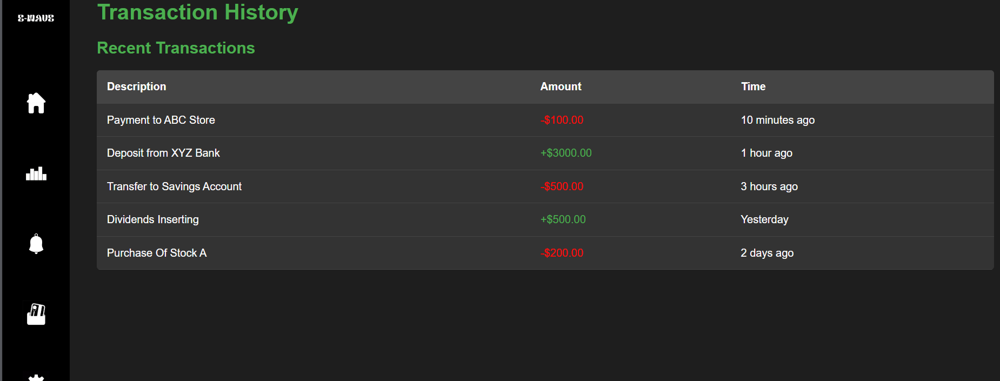 E-WAVE
Transaction History
Recent Transactions
Description Amount Time
Payment to ABC Store -$100.00 10 minutes ago
Deposit from XYZ Bank +$3000.00 1 hour ago
Transfer to Savings Account -$500.00 3 hours ago
Dividends Inserting +$500.00 Yesterday
Purchase Of Stock A -$200.00 2 days ago